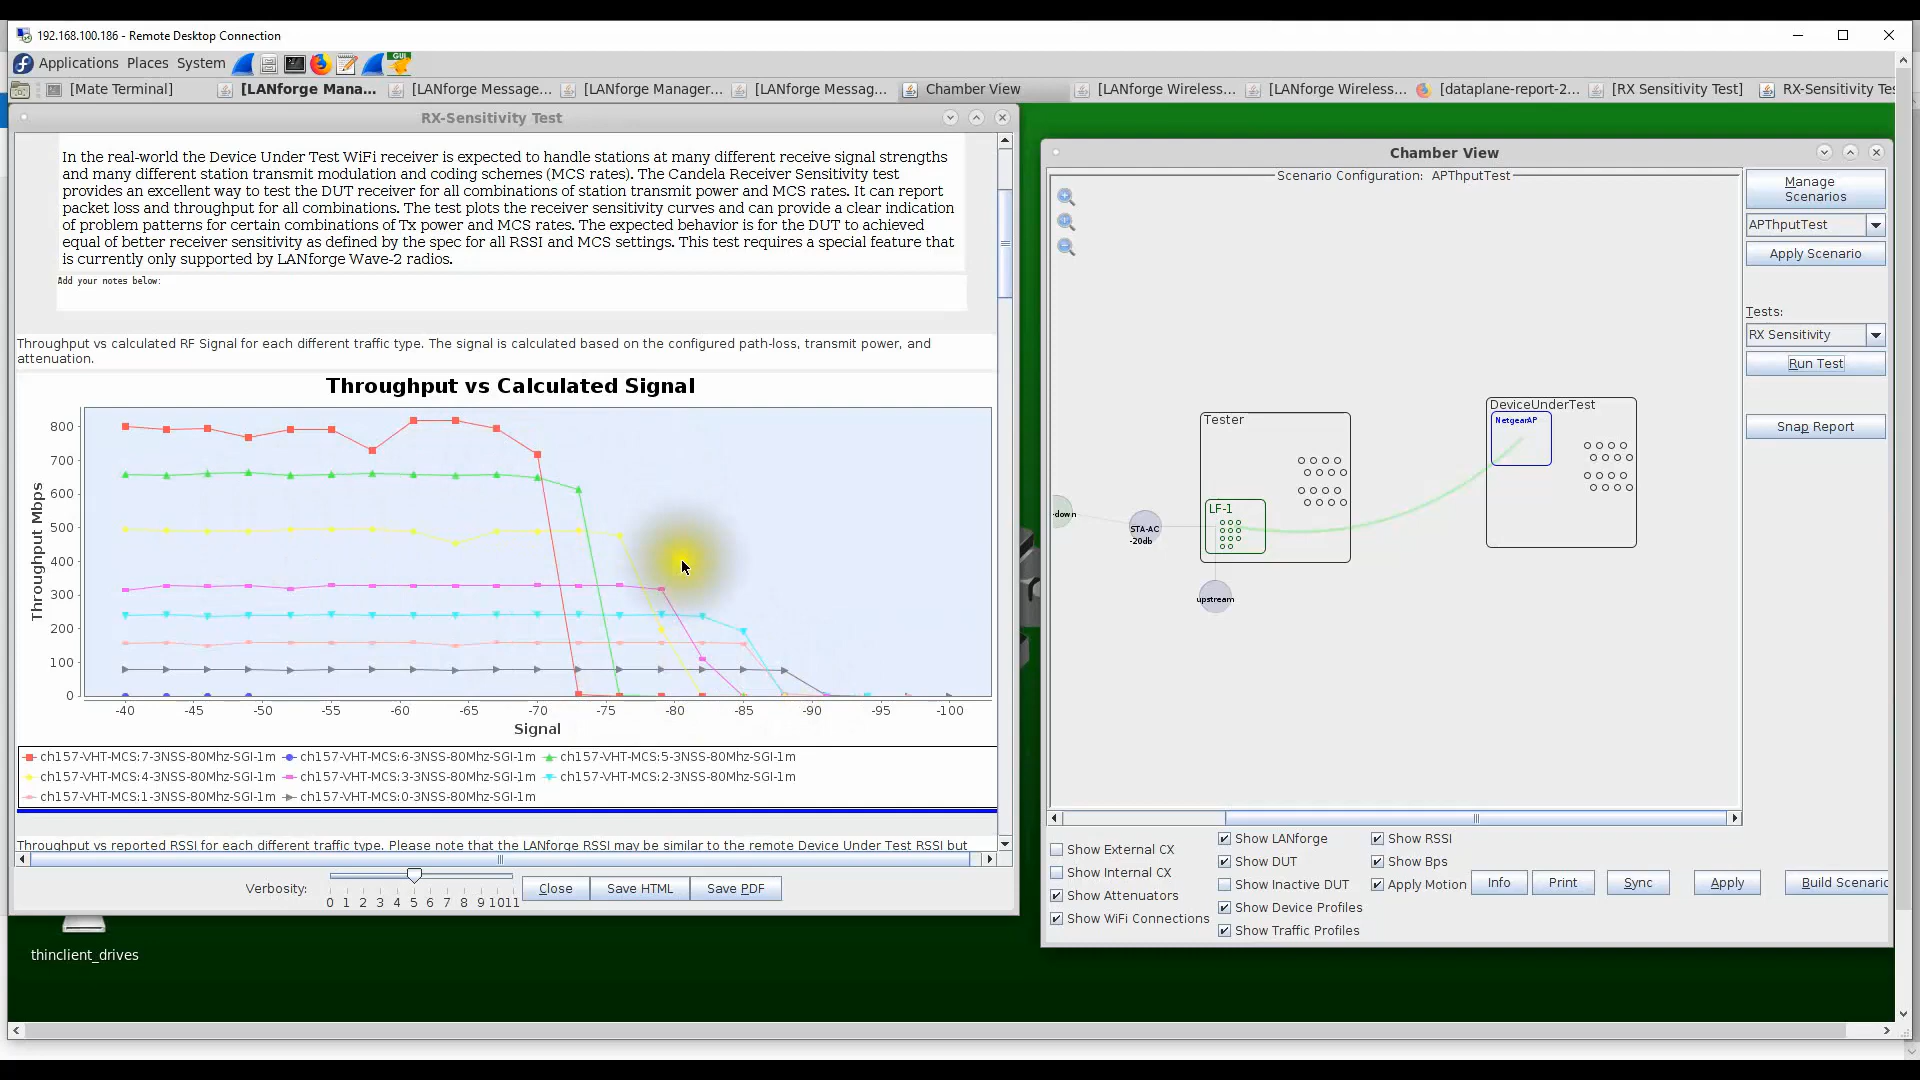 192.168.100.186 - Remote Desktop Connection
Applications Places System
[Mate Terminal] [LANforge Mana... [LANforge Message... [LANforge Manager... [LANforge Messag... Chamber View [LANforge Wireless... [LANforge Wireless... [dataplane-report-2... [RX Sensitivity Test] RX-Sensitivity Tes
RX-Sensitivity Test
In the real-world the Device Under Test WiFi receiver is expected to handle stations at many different receive signal strengths
and many different station transmit modulation and coding schemes (MCS rates). The Candela Receiver Sensitivity test
provides an excellent way to test the DUT receiver for all combinations of station transmit power and MCS rates. It can report
packet loss and throughput for all combinations. The test plots the receiver sensitivity curves and can provide a clear indication
of problem patterns for certain combinations of Tx power and MCS rates. The expected behavior is for the DUT to achieved
equal of better receiver sensitivity as defined by the spec for all RSSI and MCS settings. This test requires a special feature that
is currently only supported by LANforge Wave-2 radios.
Add your notes below:
Throughput vs calculated RF Signal for each different traffic type. The signal is calculated based on the configured path-loss, transmit power, and
attenuation.
Throughput vs Calculated Signal
Throughput Mbps
800
700
600
500
400
300
200
100
0
-40 -45 -50 -55 -60 -65 -70 -75 -80 -85 -90 -95 -100
Signal
ch157-VHT-MCS:7-3NSS-80Mhz-SGI-1m ch157-VHT-MCS:6-3NSS-80Mhz-SGI-1m ch157-VHT-MCS:5-3NSS-80Mhz-SGI-1m
ch157-VHT-MCS:4-3NSS-80Mhz-SGI-1m ch157-VHT-MCS:3-3NSS-80Mhz-SGI-1m ch157-VHT-MCS:2-3NSS-80Mhz-SGI-1m
ch157-VHT-MCS:1-3NSS-80Mhz-SGI-1m ch157-VHT-MCS:0-3NSS-80Mhz-SGI-1m
Throughput vs reported RSSI for each different traffic type. Please note that the LANforge RSSI may be similar to the remote Device Under Test RSSI but
Verbosity:
0 1 2 3 4 5 6 7 8 9 1011
Close Save HTML Save PDF
thinclient_drives
Chamber View
Scenario Configuration: APThputTest
Tester
LF-1
-down
STA-AC
-20db
upstream
DeviceUnderTest
NetgearAP
Manage
Scenarios
APThputTest
Apply Scenario
Tests:
RX Sensitivity
Run Test
Snap Report
Show External CX
Show Internal CX
Show Attenuators
Show WiFi Connections
Show LANforge
Show DUT
Show Inactive DUT
Show Device Profiles
Show Traffic Profiles
Show RSSI
Show Bps
Apply Motion
Info Print Sync Apply Build Scenario